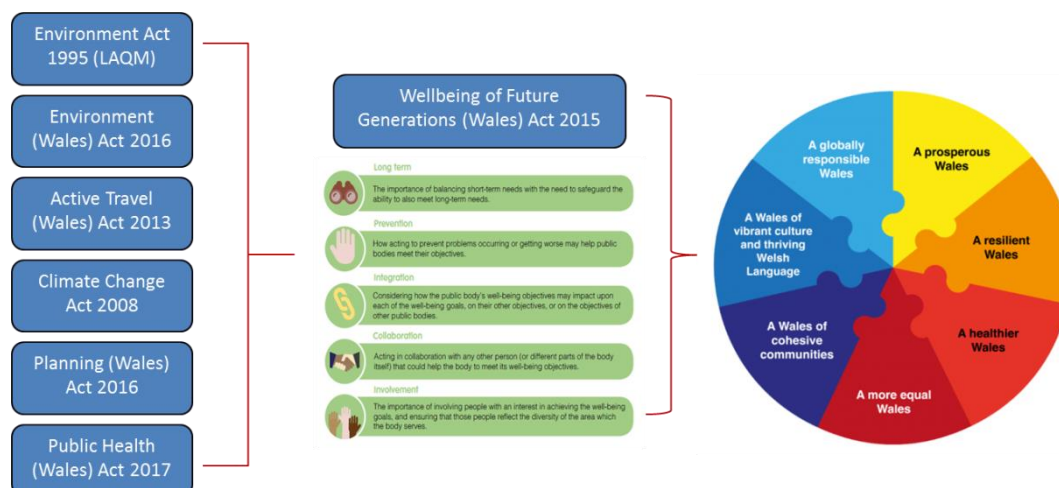 Environment Act
1995 (LAQM)
Environment
(Wales) Act 2016
Active Travel
(Wales) Act 2013
Climate Change
Act 2008
Planning (Wales)
Act 2016
Public Health
(Wales) Act 2017
Wellbeing of Future
Generations (Wales) Act 2015
Long term
The importance of balancing short-term needs with the need to safeguard the
ability to also meet long-term needs.
Prevention
How acting to prevent problems occurring or getting worse may help public
bodies meet their objectives.
Integration
Considering how the public body's well-being objectives may impact upon
each of the well-being goals, on their other objectives, or on the objectives of
other public bodies.
Collaboration
Acting in collaboration with any other person (or different parts of the body
itself) that could help the body to meet its well-being objectives.
Involvement
The importance of involving people with an interest in achieving the well-being
goals, and ensuring that those people reflect the diversity of the area which
the body serves.
A globally
responsible
Wales
A prosperous
Wales
A resilient
Wales
A healthier
Wales
A more equal
Wales
A Wales of
cohesive
communities
A Wales of
vibrant culture
and thriving
Welsh
Language